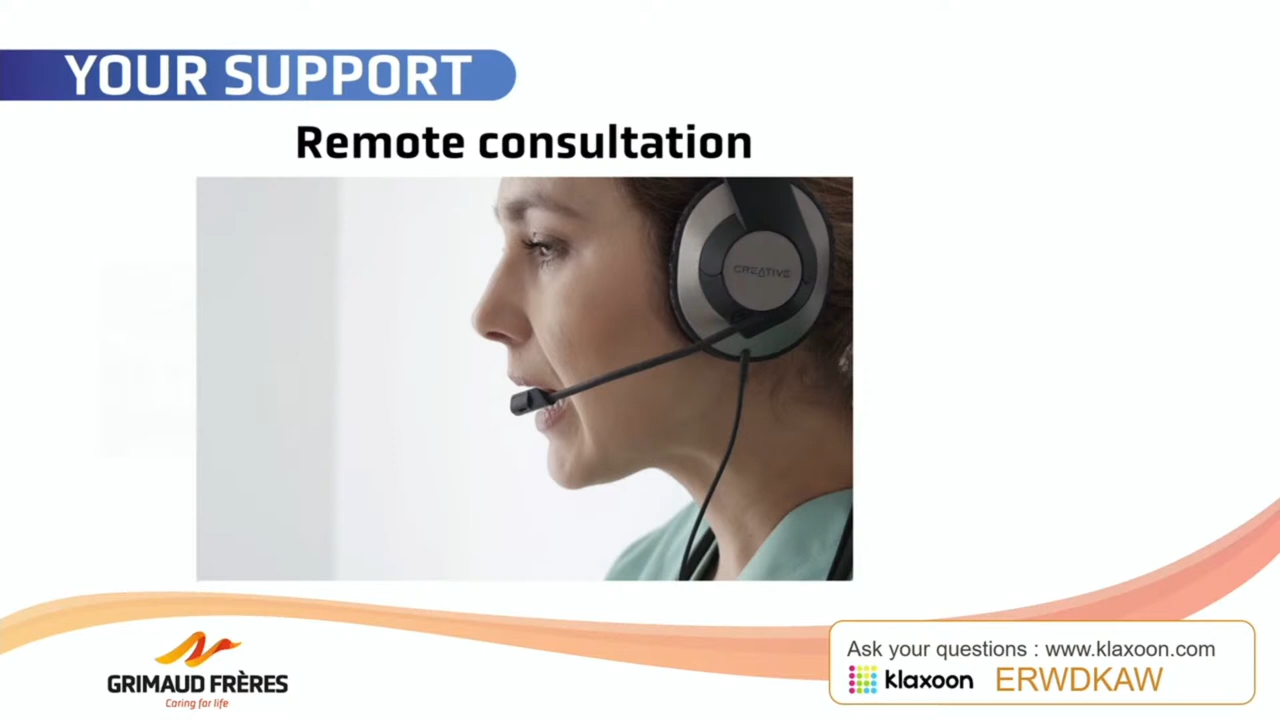 YOUR SUPPORT
Remote consultation
CREATIVE
GRIMAUD FRÈRES
Caring for life
Ask your questions : www.klaxoon.com
klaxoon ERWDKAW